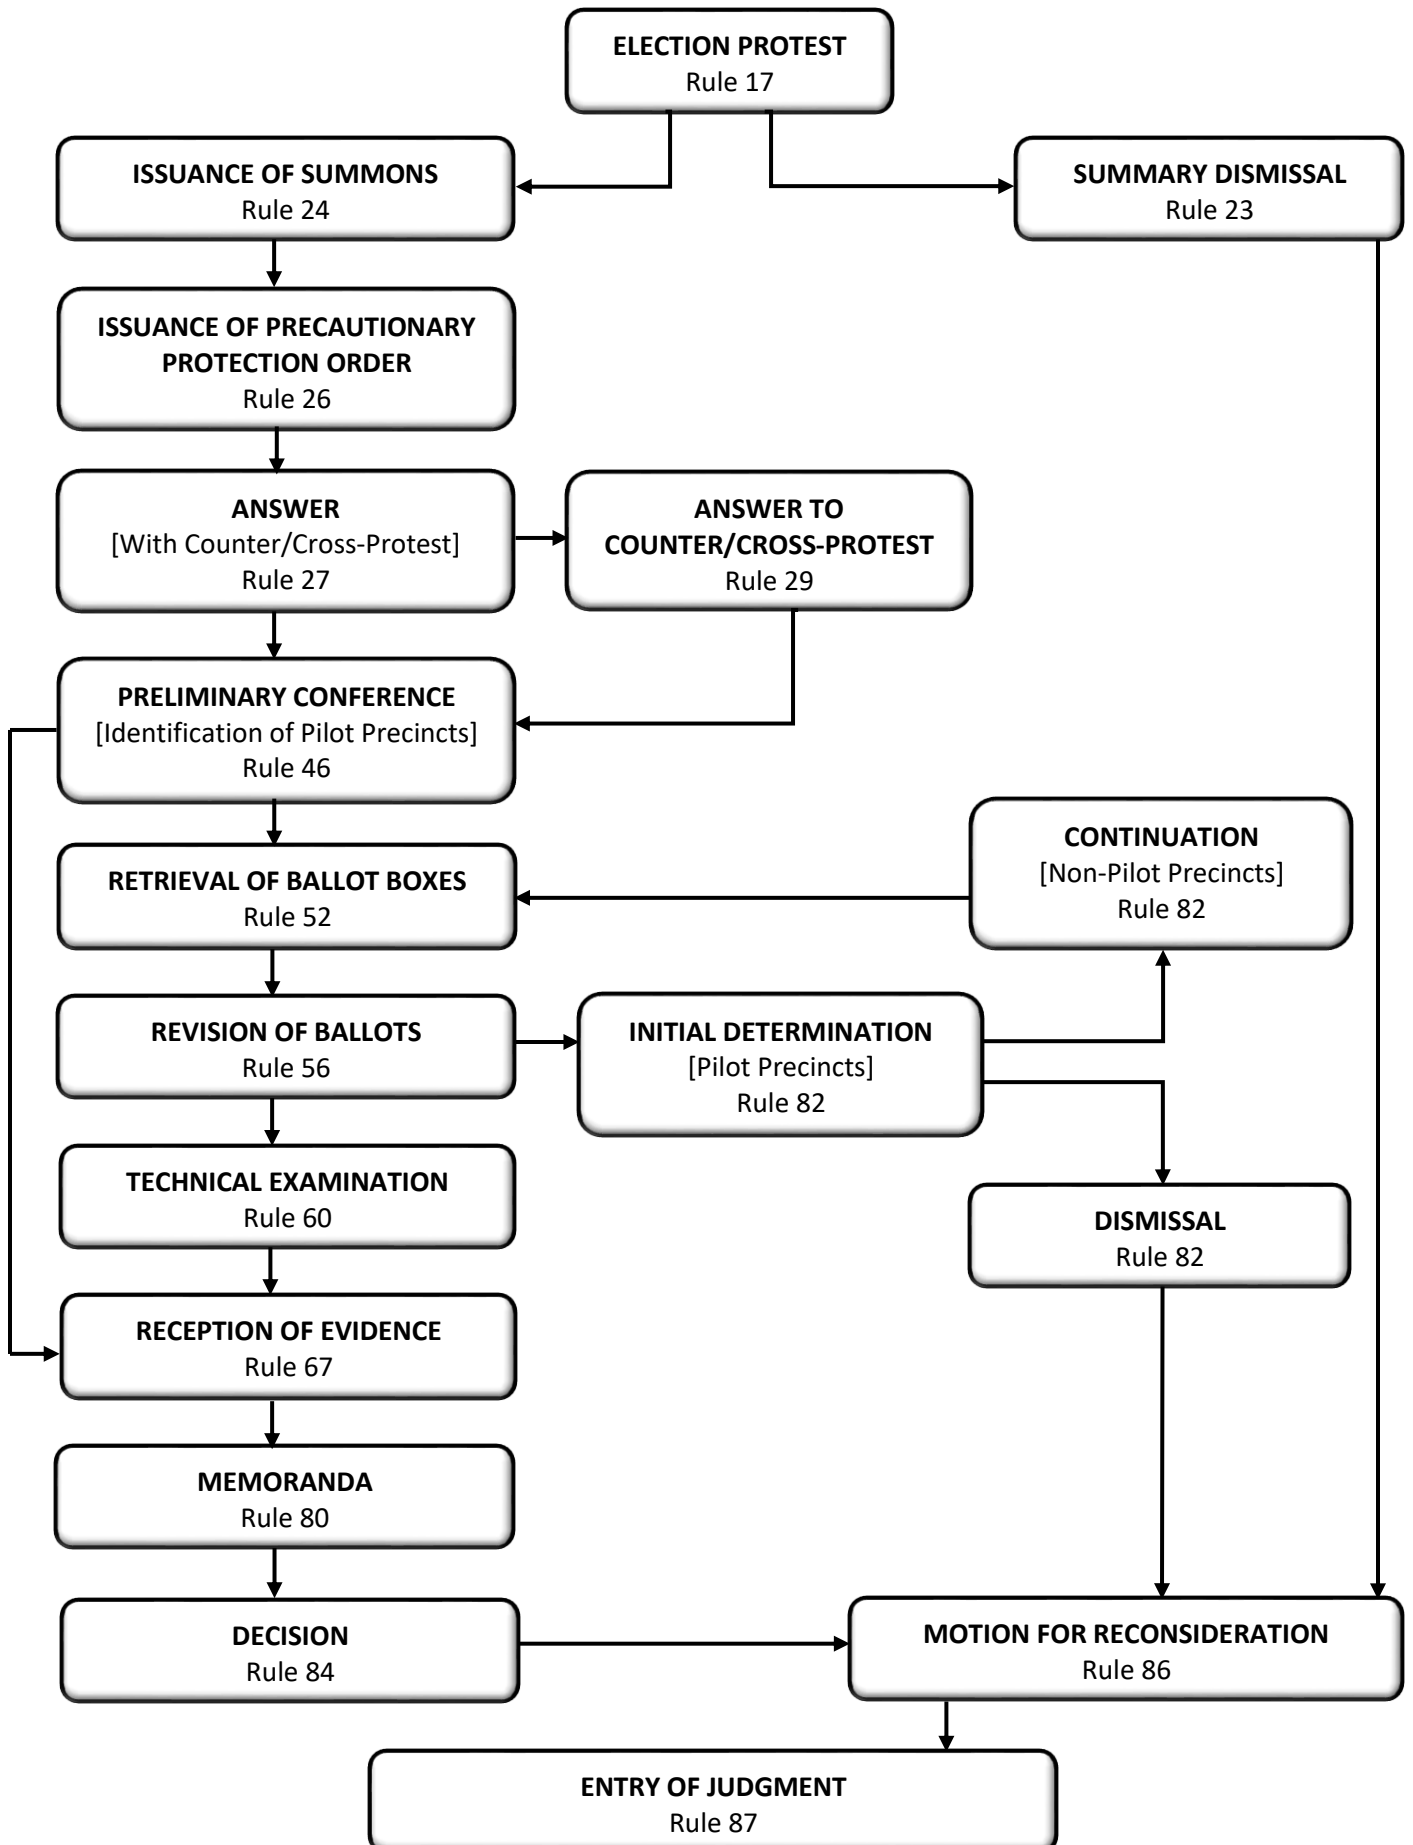 ELECTION PROTEST
Rule 17
ISSUANCE OF SUMMONS
Rule 24
SUMMARY DISMISSAL
Rule 23
ISSUANCE OF PRECAUTIONARY
PROTECTION ORDER
Rule 26
ANSWER
[With Counter/Cross-Protest]
Rule 27
ANSWER TO
COUNTER/CROSS-PROTEST
Rule 29
PRELIMINARY CONFERENCE
[Identification of Pilot Precincts]
Rule 46
CONTINUATION
[Non-Pilot Precincts]
Rule 82
RETRIEVAL OF BALLOT BOXES
Rule 52
REVISION OF BALLOTS
Rule 56
INITIAL DETERMINATION
[Pilot Precincts]
Rule 82
TECHNICAL EXAMINATION
Rule 60
DISMISSAL
Rule 82
RECEPTION OF EVIDENCE
Rule 67
MEMORANDA
Rule 80
DECISION
Rule 84
MOTION FOR RECONSIDERATION
Rule 86
ENTRY OF JUDGMENT
Rule 87